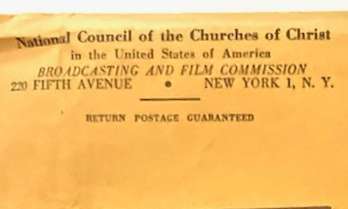 National Council of the Churches of Christ
in the United States of America
BROADCASTING AND FILM COMMISSION
220 FIFTH AVENUE • NEW YORK 1, N. Y.
RETURN POSTAGE GUARANTEED